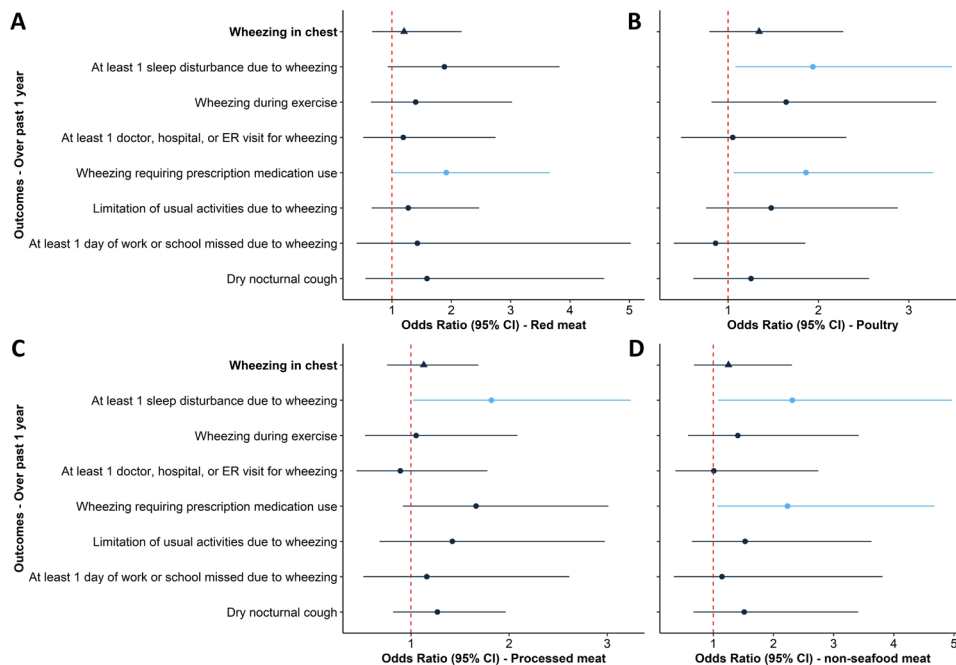 A
B
Outcomes - Over past 1 year
Wheezing in chest
At least 1 sleep disturbance due to wheezing
Wheezing during exercise
At least 1 doctor, hospital, or ER visit for wheezing
Wheezing requiring prescription medication use
Limitation of usual activities due to wheezing
At least 1 day of work or school missed due to wheezing
Dry nocturnal cough
1 2 3 4 5
Odds Ratio (95% CI) - Red meat
1 2 3
Odds Ratio (95% CI) - Poultry
C
D
Outcomes - Over past 1 year
Wheezing in chest
At least 1 sleep disturbance due to wheezing
Wheezing during exercise
At least 1 doctor, hospital, or ER visit for wheezing
Wheezing requiring prescription medication use
Limitation of usual activities due to wheezing
At least 1 day of work or school missed due to wheezing
Dry nocturnal cough
1 2 3
Odds Ratio (95% CI) - Processed meat
1 2 3 4 5
Odds Ratio (95% CI) - non-seafood meat